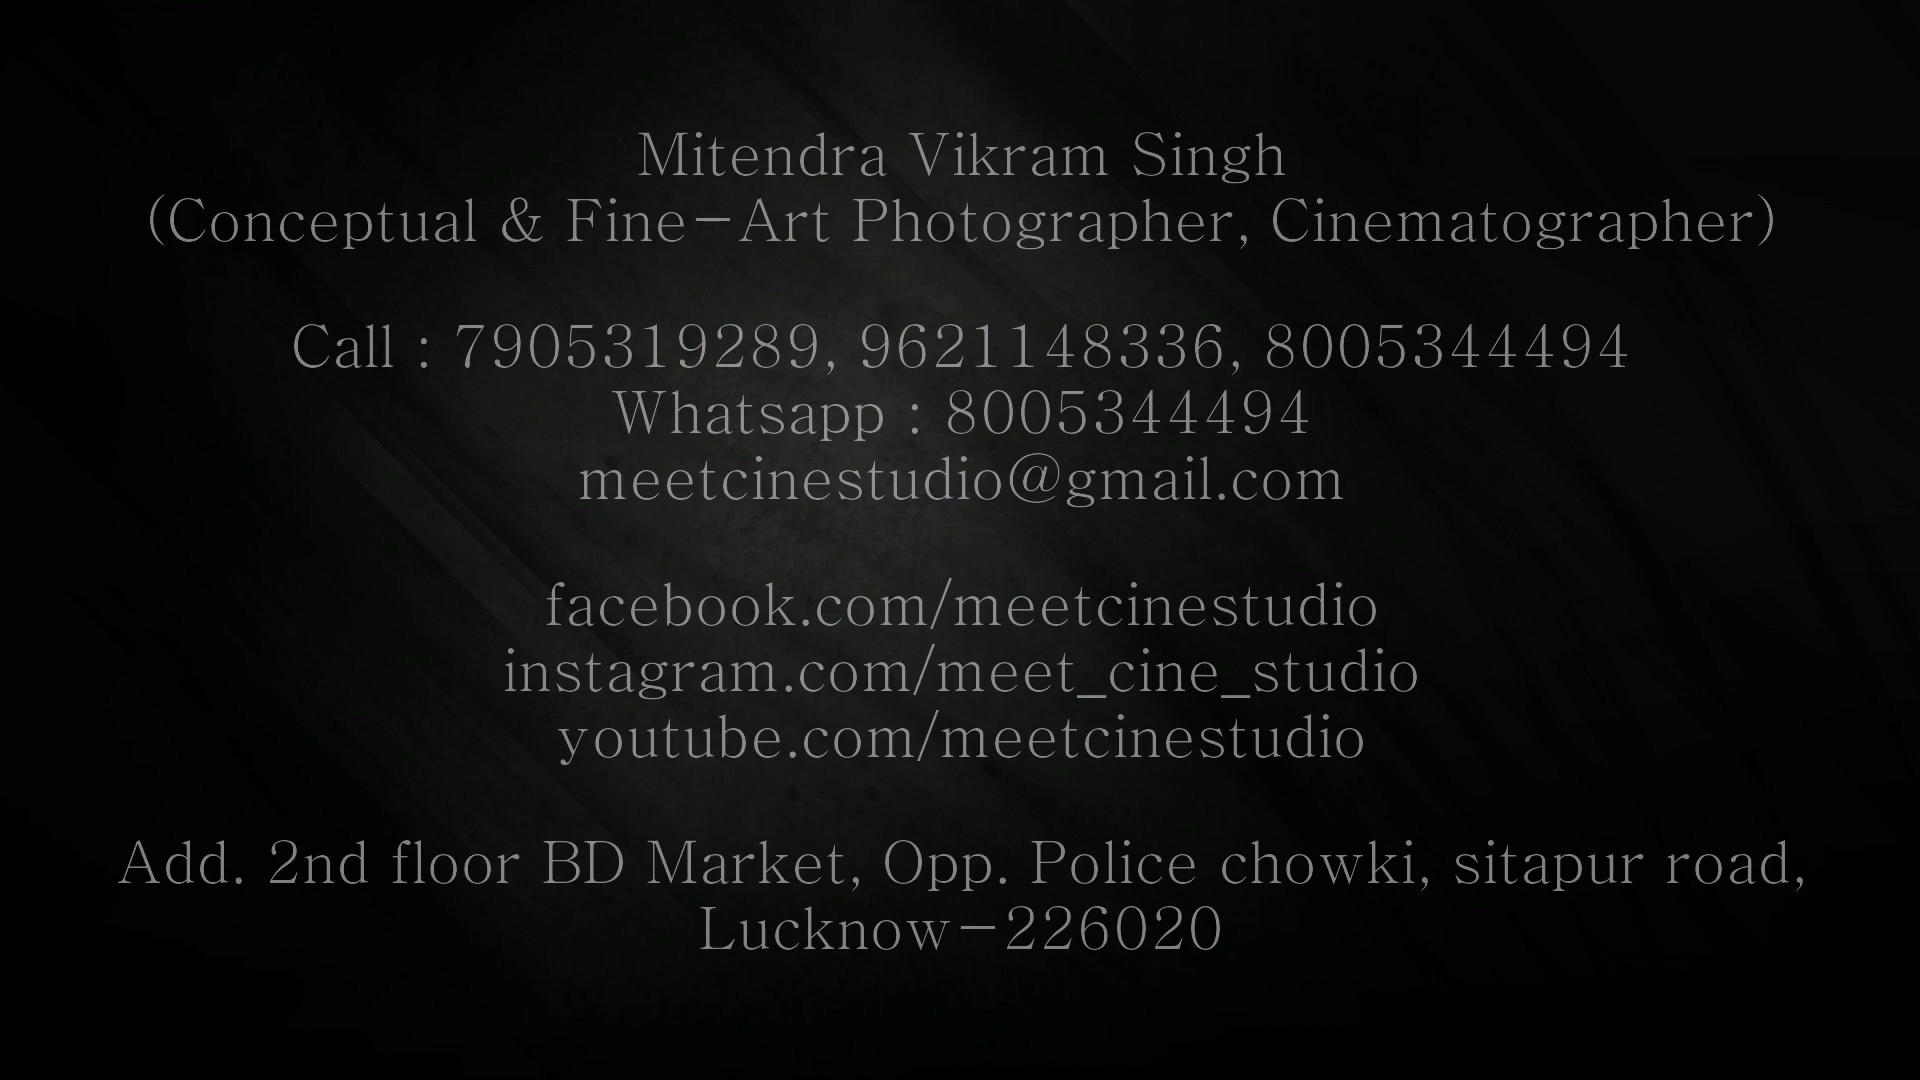 Mitendra Vikram Singh
(Conceptual & Fine-Art Photographer, Cinematographer)
Call : 7905319289, 9621148336, 8005344494
Whatsapp : 8005344494
meetcinestudio@gmail.com
facebook.com/meetcinestudio
instagram.com/meet_cine_studio
youtube.com/meetcinestudio
Add. 2nd floor BD Market, Opp. Police chowki, sitapur road,
Lucknow-226020